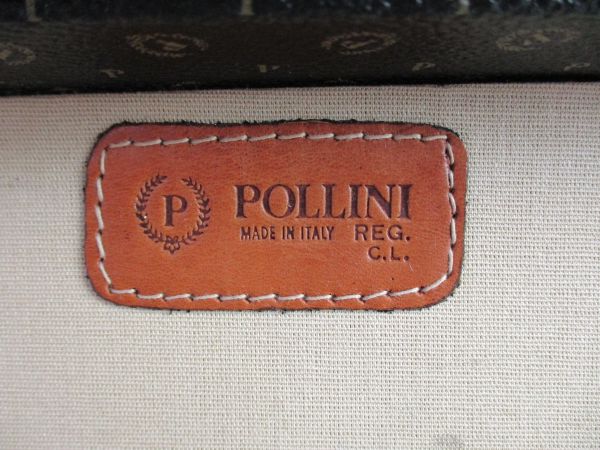 P POLLINI
MADE IN ITALY REG.
C.L.